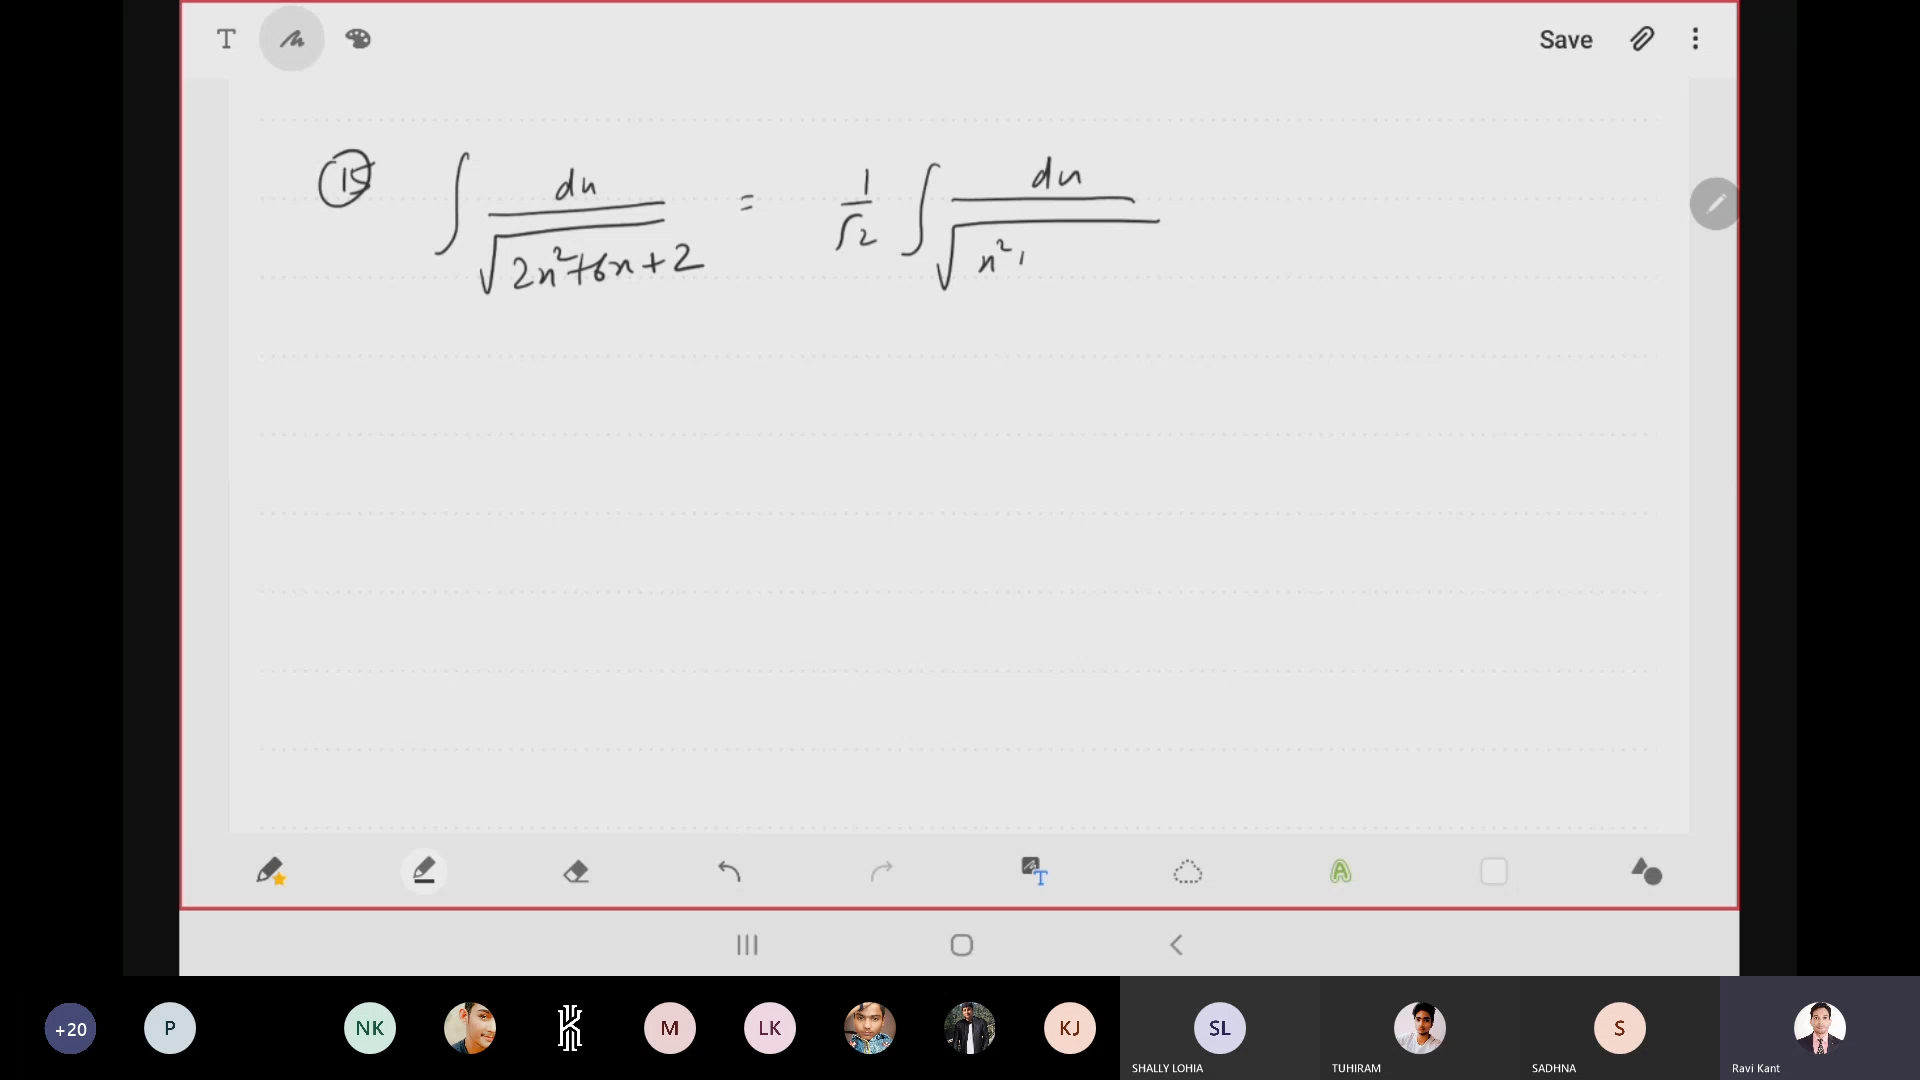 T Save
⑮ ∫ dx / √(2x²+6x+2) = 1/√2 ∫ dx / √(x²
A
T
+20 P NK M LK KJ SL S
SHALLY LOHIA TUHIRAM SADHNA Ravi Kant